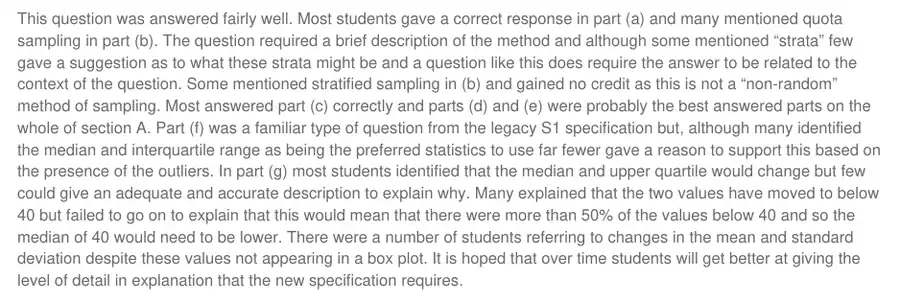 This question was answered fairly well. Most students gave a correct response in part (a) and many mentioned quota
sampling in part (b). The question required a brief description of the method and although some mentioned “strata” few
gave a suggestion as to what these strata might be and a question like this does require the answer to be related to the
context of the question. Some mentioned stratified sampling in (b) and gained no credit as this is not a “non-random”
method of sampling. Most answered part (c) correctly and parts (d) and (e) were probably the best answered parts on the
whole of section A. Part (f) was a familiar type of question from the legacy S1 specification but, although many identified
the median and interquartile range as being the preferred statistics to use far fewer gave a reason to support this based on
the presence of the outliers. In part (g) most students identified that the median and upper quartile would change but few
could give an adequate and accurate description to explain why. Many explained that the two values have moved to below
40 but failed to go on to explain that this would mean that there were more than 50% of the values below 40 and so the
median of 40 would need to be lower. There were a number of students referring to changes in the mean and standard
deviation despite these values not appearing in a box plot. It is hoped that over time students will get better at giving the
level of detail in explanation that the new specification requires.